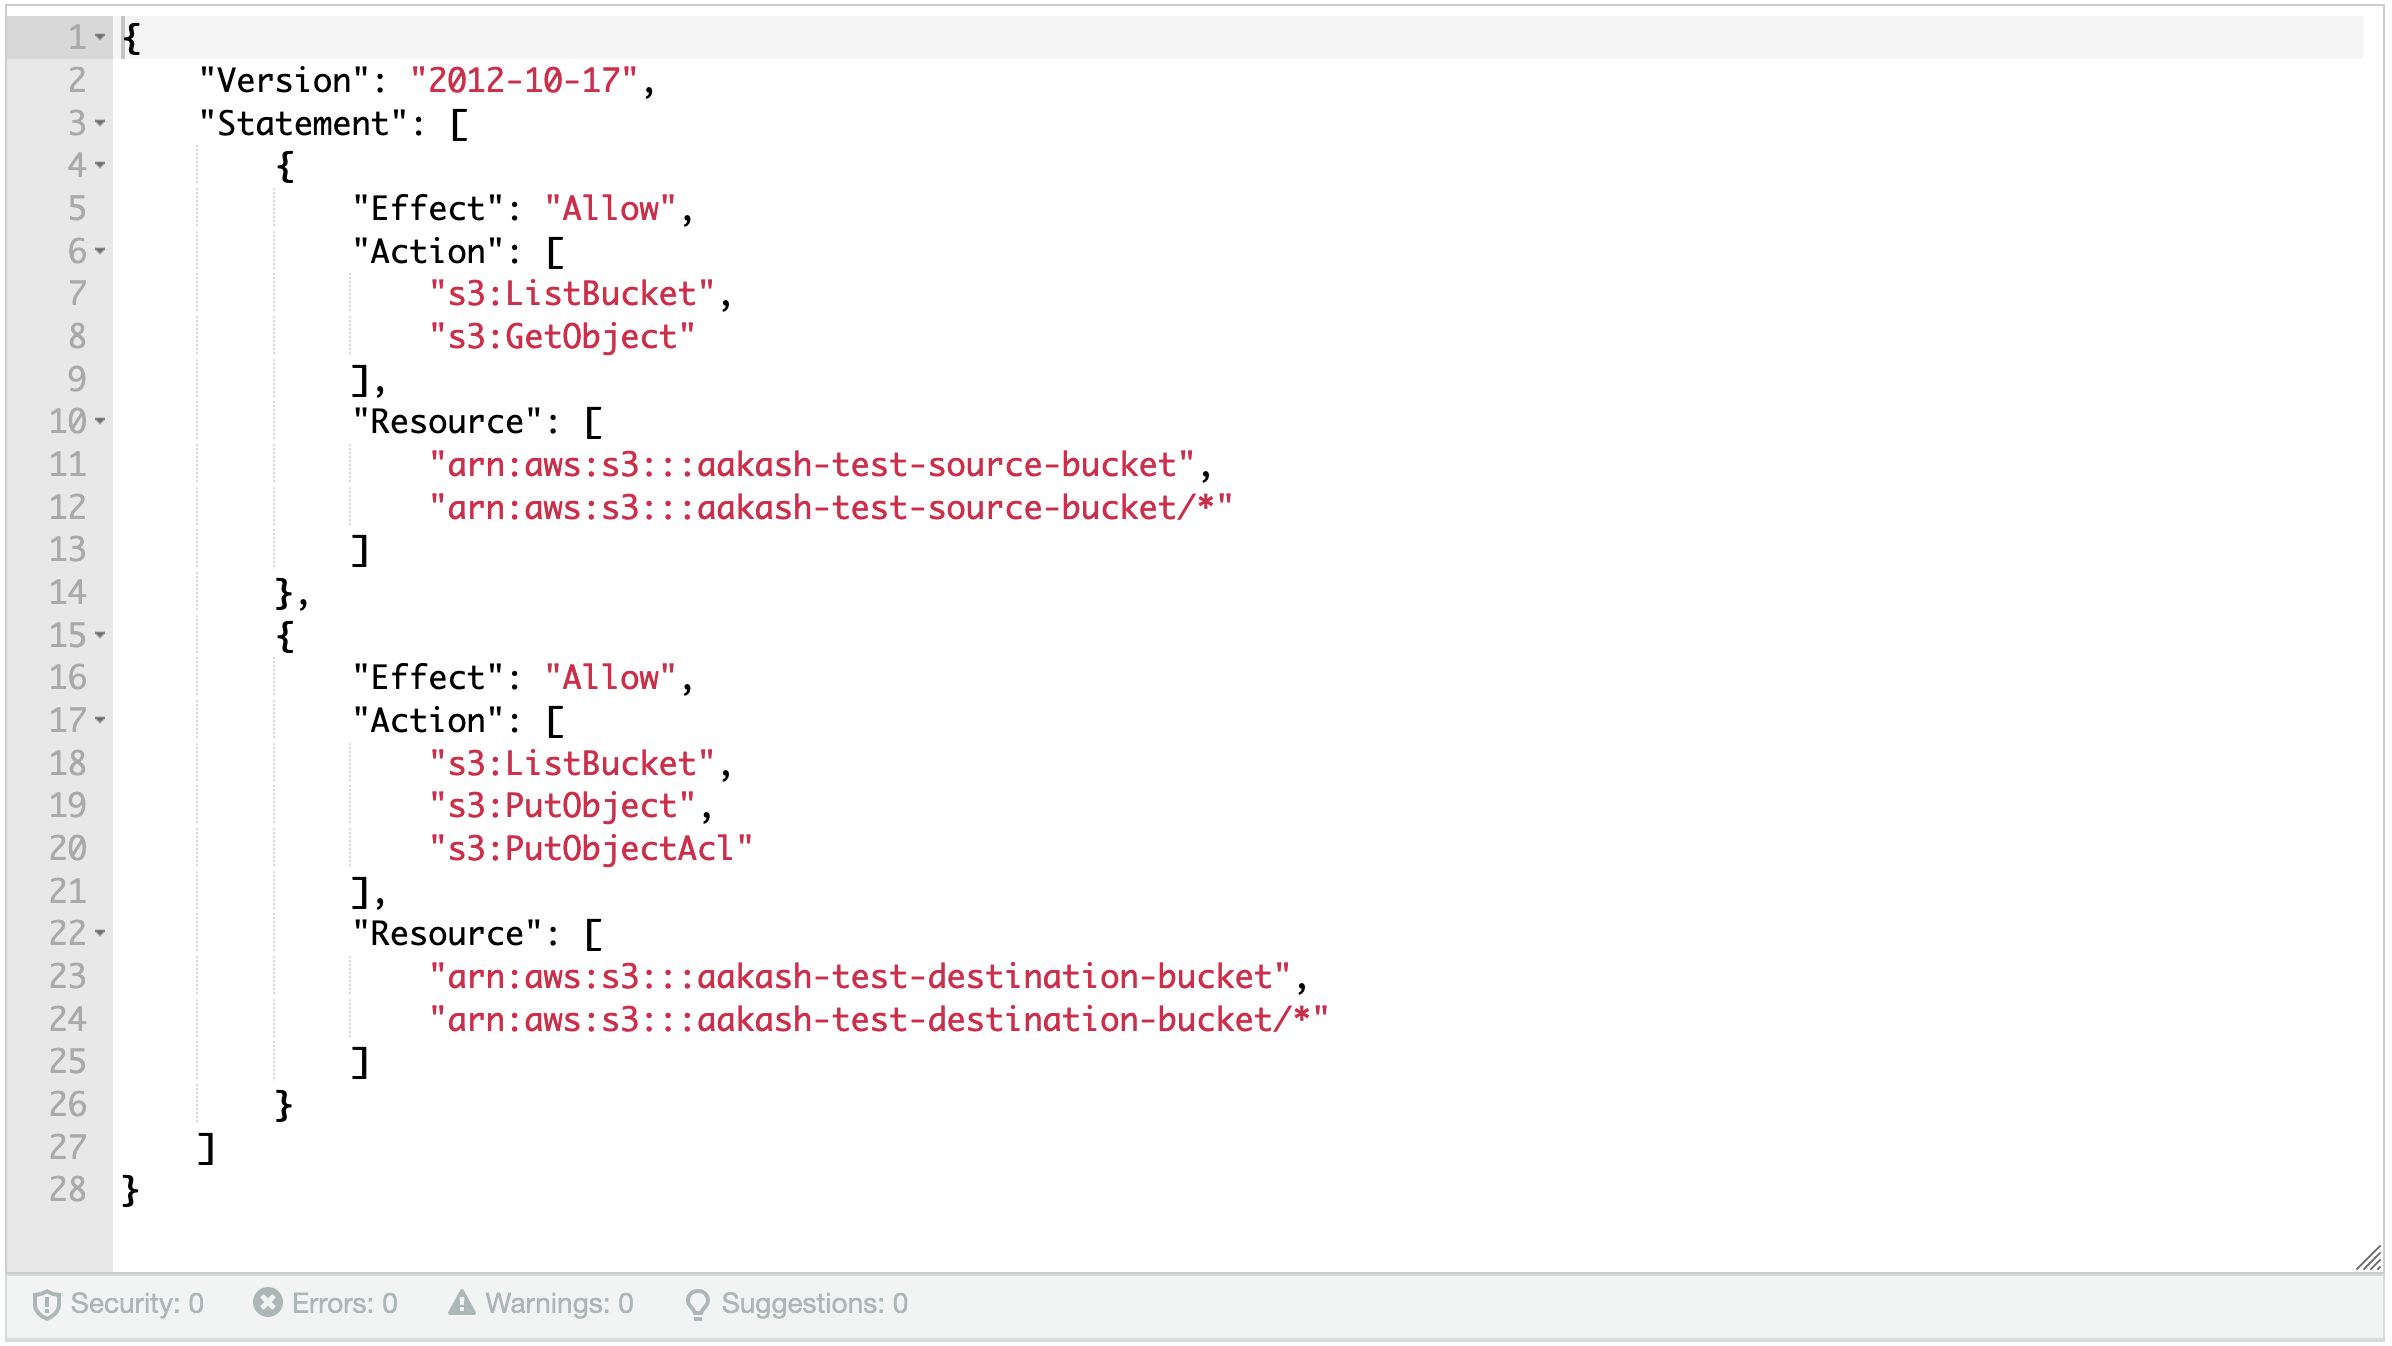 1 {
2 "Version": "2012-10-17",
3 "Statement": [
4 {
5 "Effect": "Allow",
6 "Action": [
7 "s3:ListBucket",
8 "s3:GetObject"
9 ],
10 "Resource": [
11 "arn:aws:s3:::aakash-test-source-bucket",
12 "arn:aws:s3:::aakash-test-source-bucket/*"
13 ]
14 },
15 {
16 "Effect": "Allow",
17 "Action": [
18 "s3:ListBucket",
19 "s3:PutObject",
20 "s3:PutObjectAcl"
21 ],
22 "Resource": [
23 "arn:aws:s3:::aakash-test-destination-bucket",
24 "arn:aws:s3:::aakash-test-destination-bucket/*"
25 ]
26 }
27 ]
28 }
Security: 0 Errors: 0 Warnings: 0 Suggestions: 0